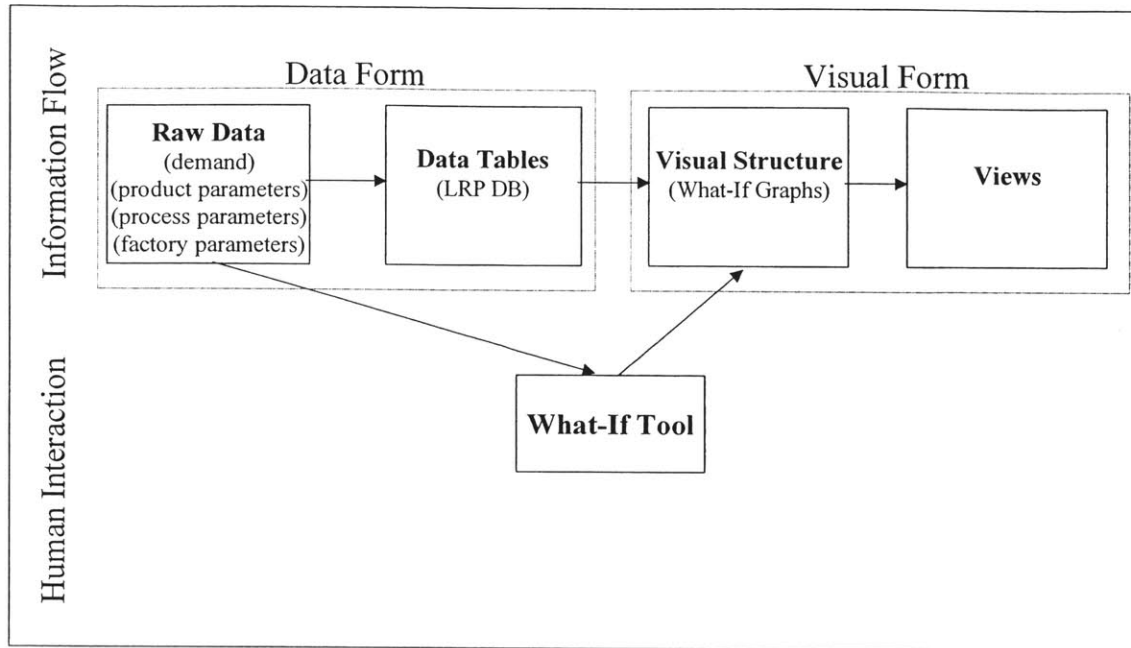 Information Flow
Data Form
Visual Form
Raw Data
(demand)
(product parameters)
(process parameters)
(factory parameters)
Data Tables
(LRP DB)
Visual Structure
(What-If Graphs)
Views
Human Interaction
What-If Tool